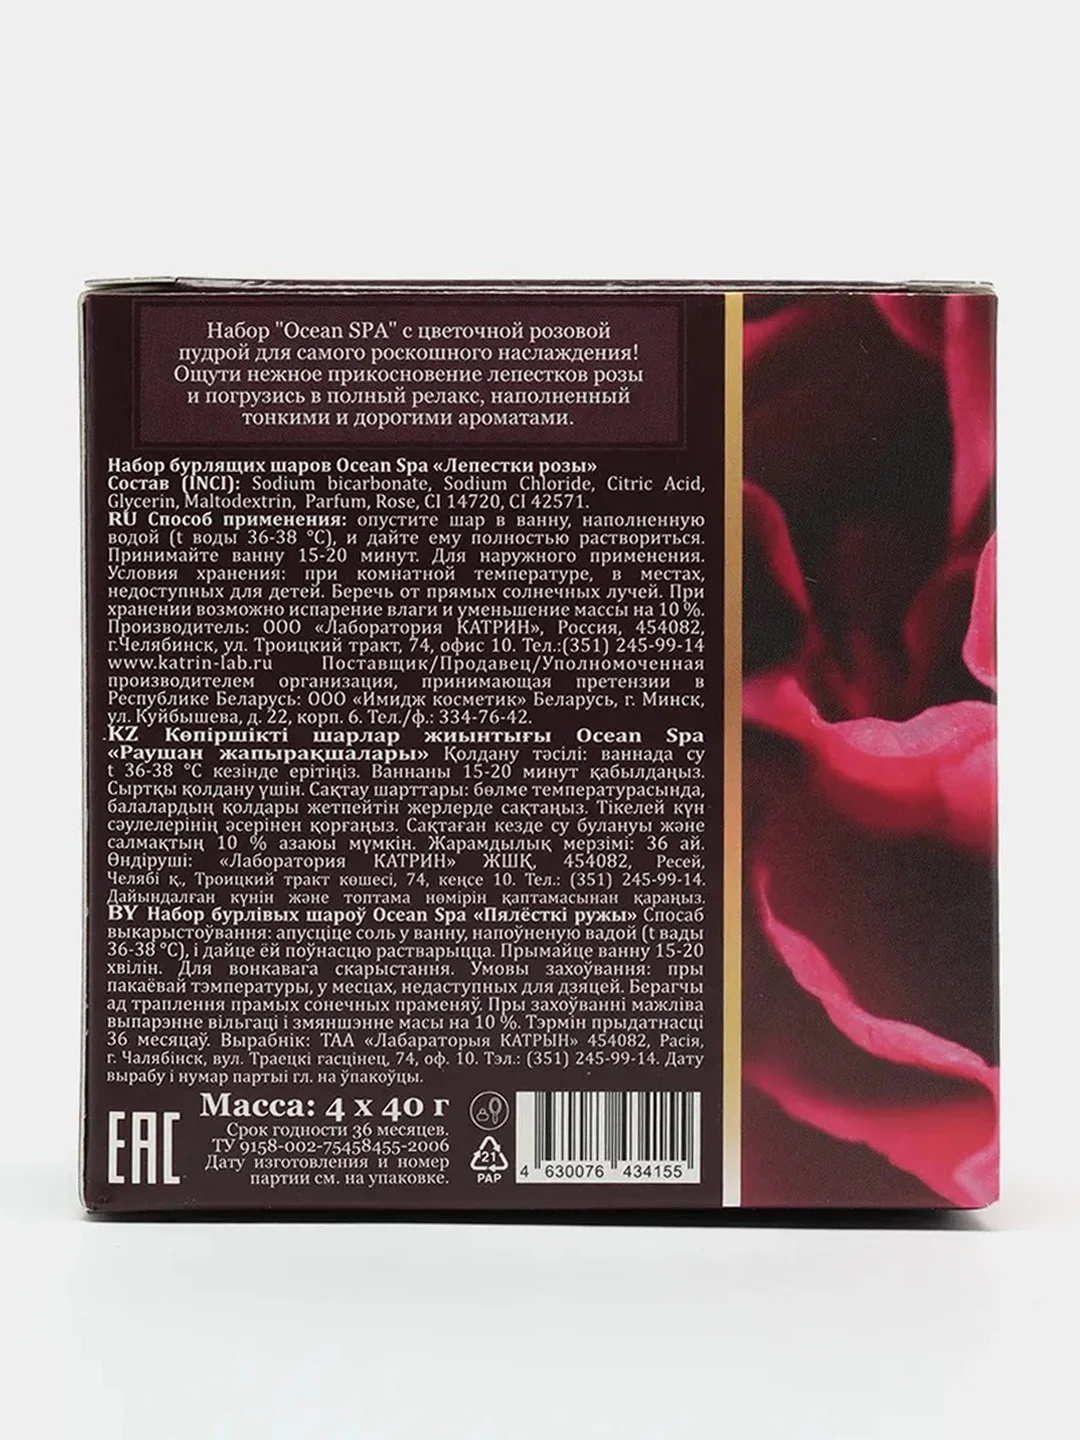 Набор "Ocean SPA" с цветочной розовой
пудрой для самого роскошного наслаждения!
Ощути нежное прикосновение лепестков розы
и погрузись в полный релакс, наполненный
тонкими и дорогими ароматами.
Набор бурлящих шаров Ocean Spa «Лепестки розы»
Состав (INCI): Sodium bicarbonate, Sodium Chloride, Citric Acid,
Glycerin, Maltodextrin, Parfum, Rose, CI 14720, CI 42571.
RU Способ применения: опустите шар в ванну, наполненную
водой (t воды 36-38 °C), и дайте ему полностью раствориться.
Принимайте ванну 15-20 минут. Для наружного применения.
Условия хранения: при комнатной температуре, в местах,
недоступных для детей. Беречь от прямых солнечных лучей. При
хранении возможно испарение влаги и уменьшение массы на 10 %.
Производитель: ООО «Лаборатория КАТРИН», Россия, 454082,
г.Челябинск, ул. Троицкий тракт, 74, офис 10. Тел.:(351) 245-99-14
www.katrin-lab.ru Поставщик/Продавец/Уполномоченная
производителем организация, принимающая претензии в
Республике Беларусь: ООО «Имидж косметик» Беларусь, г. Минск,
ул. Куйбышева, д. 22, корп. 6. Тел./ф.: 334-76-42.
KZ Көпіршікті шарлар жиынтығы Ocean Spa
«Раушан жапырақшалары» Қолдану тәсілі: ваннада су
t 36-38 °C кезінде ерітіңіз. Ваннаны 15-20 минут қабылдаңыз.
Сыртқы қолдану үшін. Сақтау шарттары: бөлме температурасында,
балалардың қолдары жетпейтін жерлерде сақтаңыз. Тікелей күн
сәулелерінің әсерінен қорғаңыз. Сақтаған кезде су булануы және
салмақтың 10 % азаюы мүмкін. Жарамдылық мерзімі: 36 ай.
Өндіруші: «Лаборатория КАТРИН» ЖШҚ, 454082, Ресей,
Челябі қ., Троицкий тракт көшесі, 74, кеңсе 10. Тел.: (351) 245-99-14.
Дайындалған күнін және топтама нөмірін қаптамасынан қараңыз.
BY Набор бурлівых шароў Ocean Spa «Пялёсткі ружы» Спосаб
выкарыстоўвання: апусціце соль у ванну, напоўненую вадой (t вады
36-38 °C), і дайце ёй поўнасцю растварыцца. Прымайце ванну 15-20
хвілін. Для вонкавага скарыстання. Умовы захоўвання: пры
пакаёвай тэмпературы, у месцах, недаступных для дзяцей. Берагчы
ад траплення прамых сонечных праменяў. Пры захоўванні мажліва
выпарэнне вільгаці і змяншэнне масы на 10 %. Тэрмін прыдатнасці
36 месяцаў. Вырабнік: ТАА «Лабараторыя КАТРЫН» 454082, Расія,
г. Чалябінск, вул. Траецкі гасцінец, 74, оф. 10. Тэл.: (351) 245-99-14. Дату
вырабу і нумар партыі гл. на ўпакоўцы.
EAC
Масса: 4 х 40 г
Срок годности 36 месяцев.
ТУ 9158-002-75458455-2006
Дату изготовления и номер
партии см. на упаковке.
21
PAP
4 630076 434155